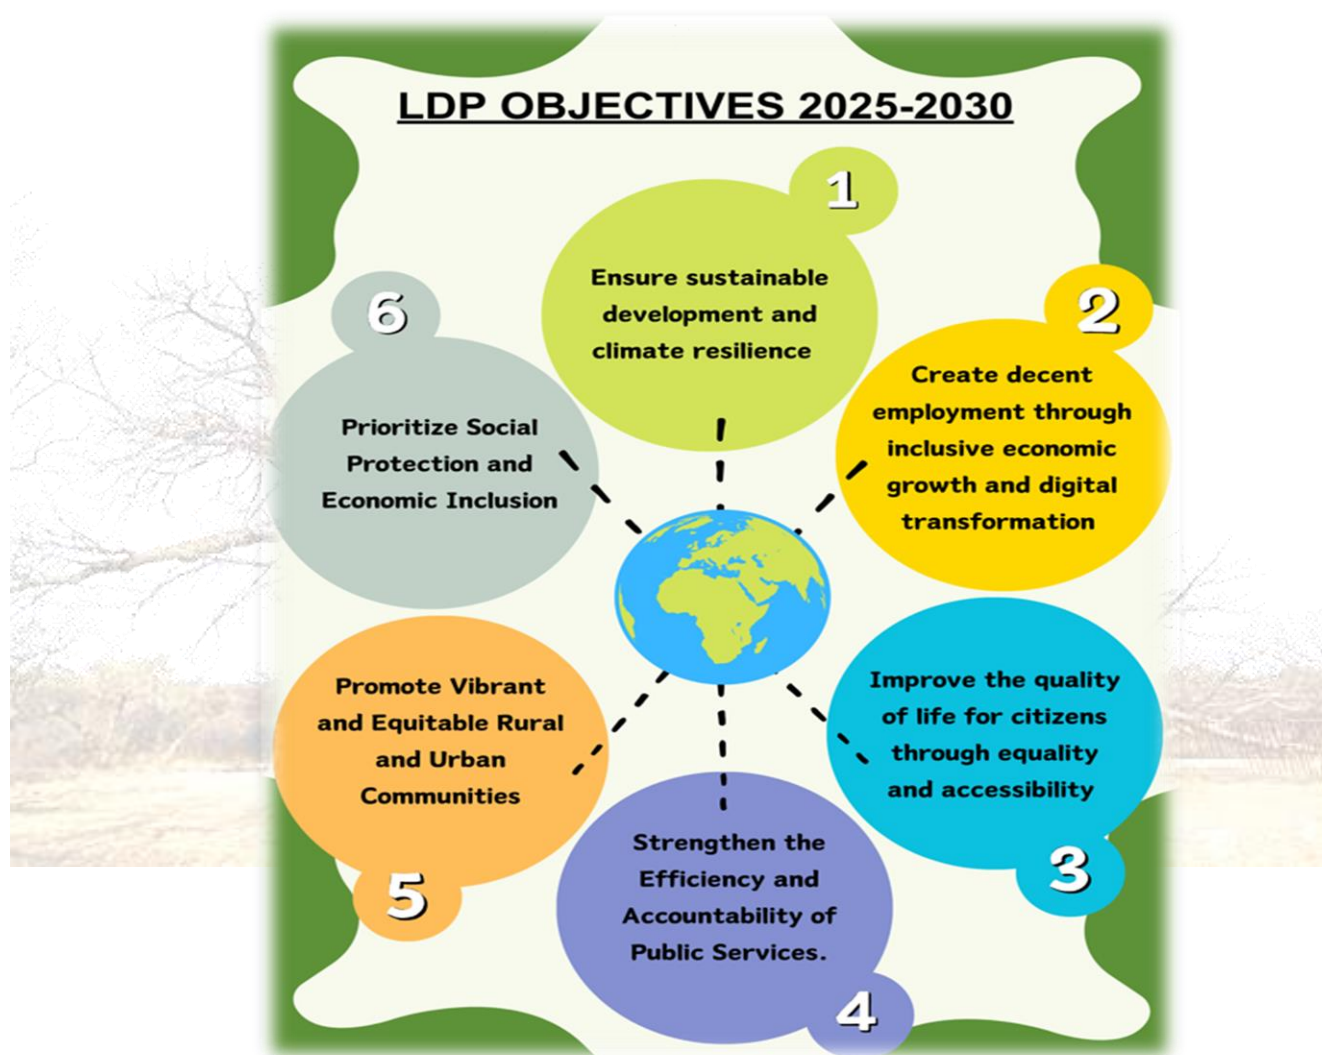 LDP OBJECTIVES 2025-2030
1
Ensure sustainable
development and
climate resilience
2
Create decent
employment through
inclusive economic
growth and digital
transformation
3
Improve the quality
of life for citizens
through equality
and accessibility
4
Strengthen the
Efficiency and
Accountability of
Public Services.
5
Promote Vibrant
and Equitable Rural
and Urban
Communities
6
Prioritize Social
Protection and
Economic Inclusion